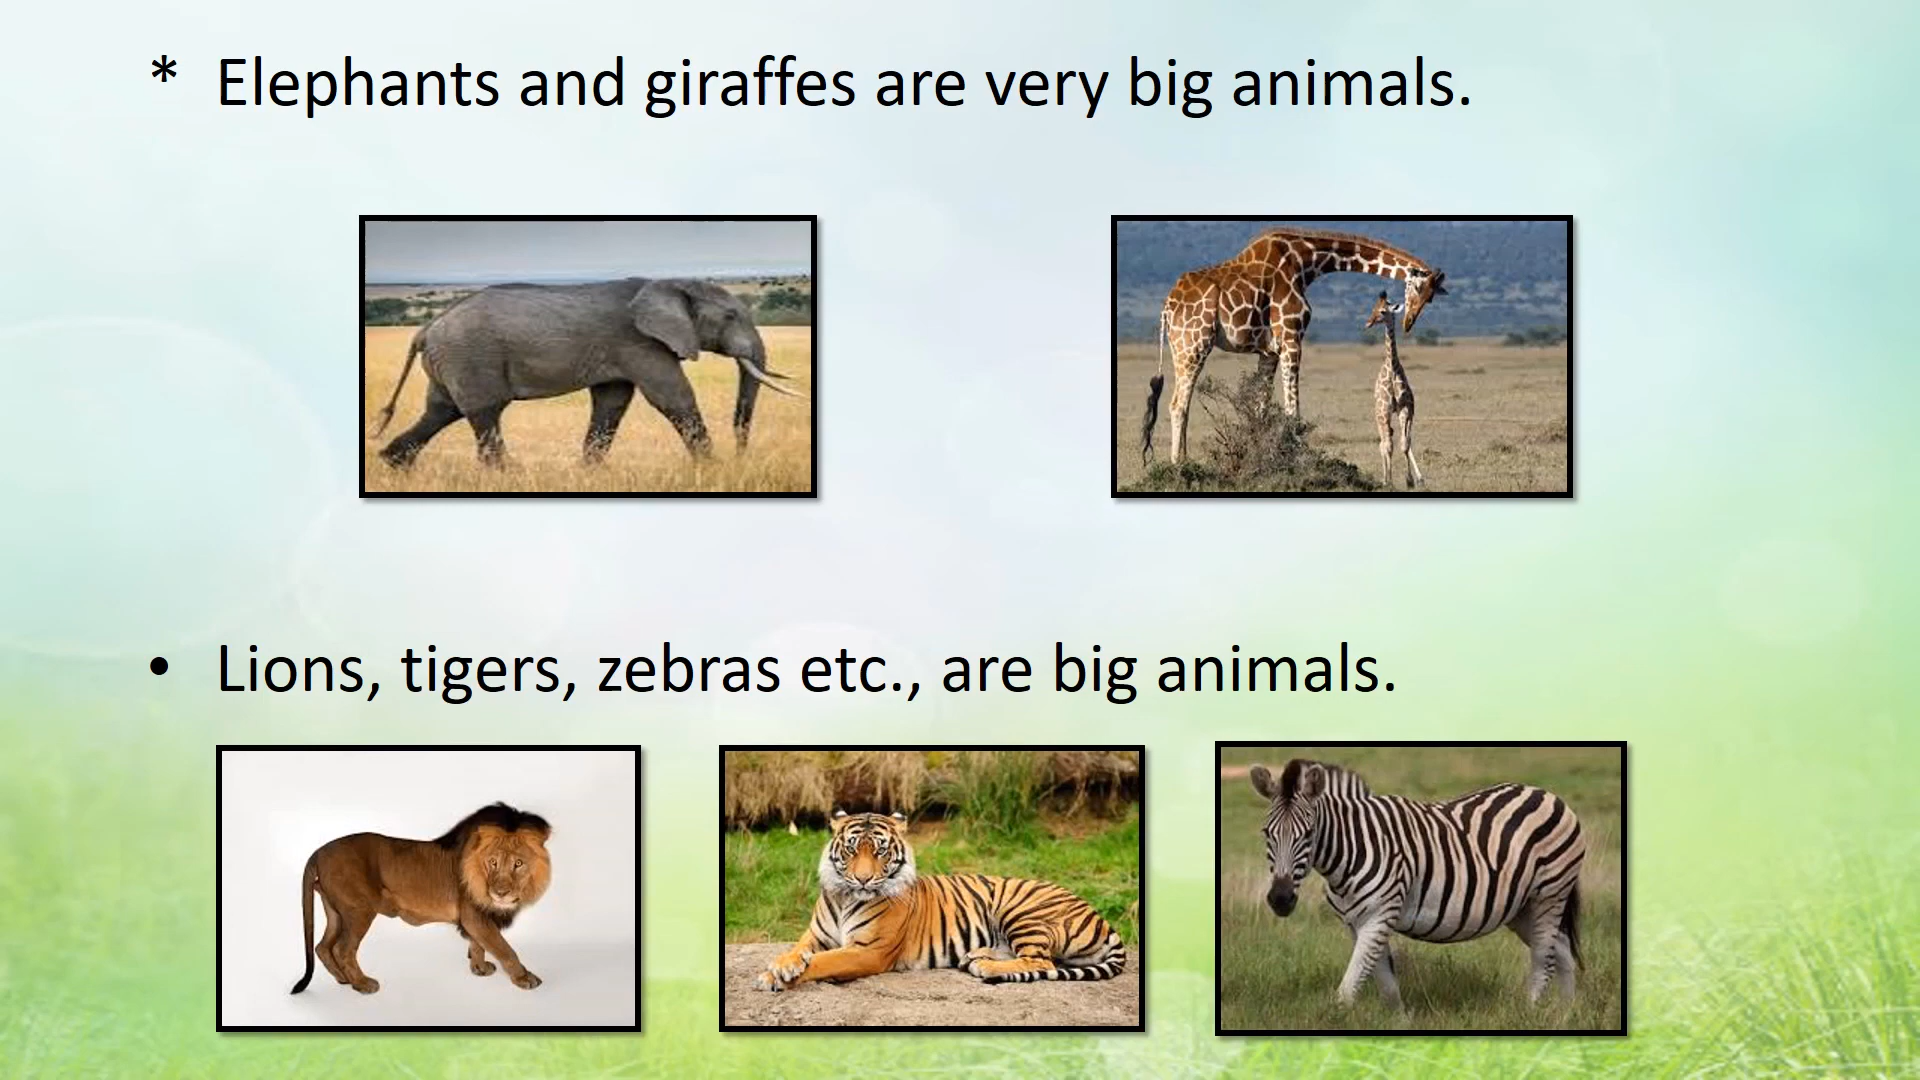 * Elephants and giraffes are very big animals.
• Lions, tigers, zebras etc., are big animals.